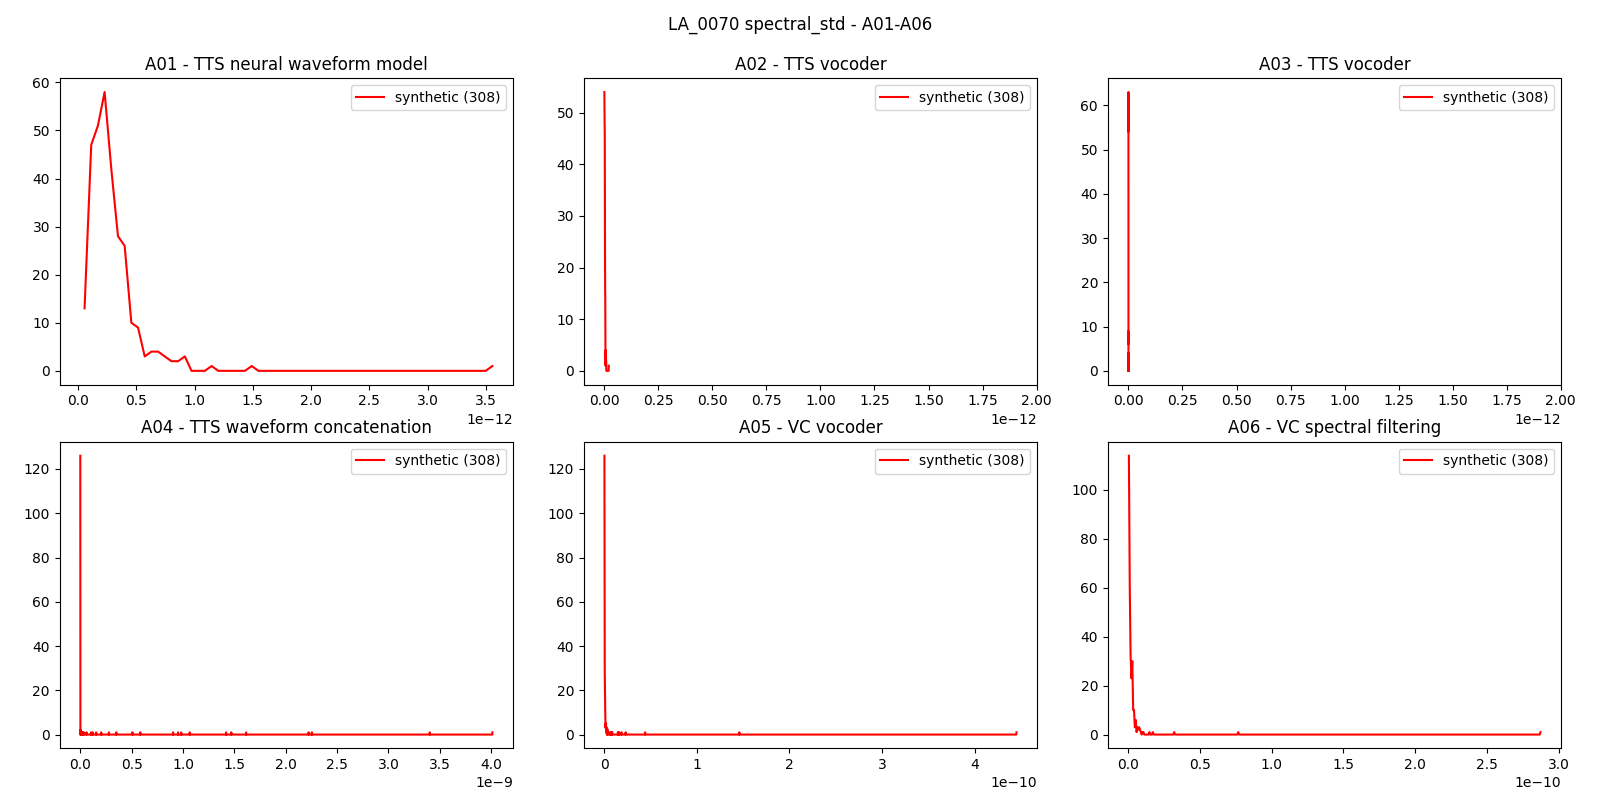 LA_0070 spectral_std - A01-A06
A01 - TTS neural waveform model
A02 - TTS vocoder
A03 - TTS vocoder
synthetic (308)
synthetic (308)
synthetic (308)
60
50
40
30
20
10
0
50
40
30
20
10
0
60
50
40
30
20
10
0
0.0 0.5 1.0 1.5 2.0 2.5 3.0 3.5
1e−12
0.00 0.25 0.50 0.75 1.00 1.25 1.50 1.75 2.00
1e−12
0.00 0.25 0.50 0.75 1.00 1.25 1.50 1.75 2.00
1e−12
A04 - TTS waveform concatenation
A05 - VC vocoder
A06 - VC spectral filtering
synthetic (308)
synthetic (308)
synthetic (308)
120
100
80
60
40
20
0
120
100
80
60
40
20
0
100
80
60
40
20
0
0.0 0.5 1.0 1.5 2.0 2.5 3.0 3.5 4.0
1e−9
0 1 2 3 4
1e−10
0.0 0.5 1.0 1.5 2.0 2.5 3.0
1e−10